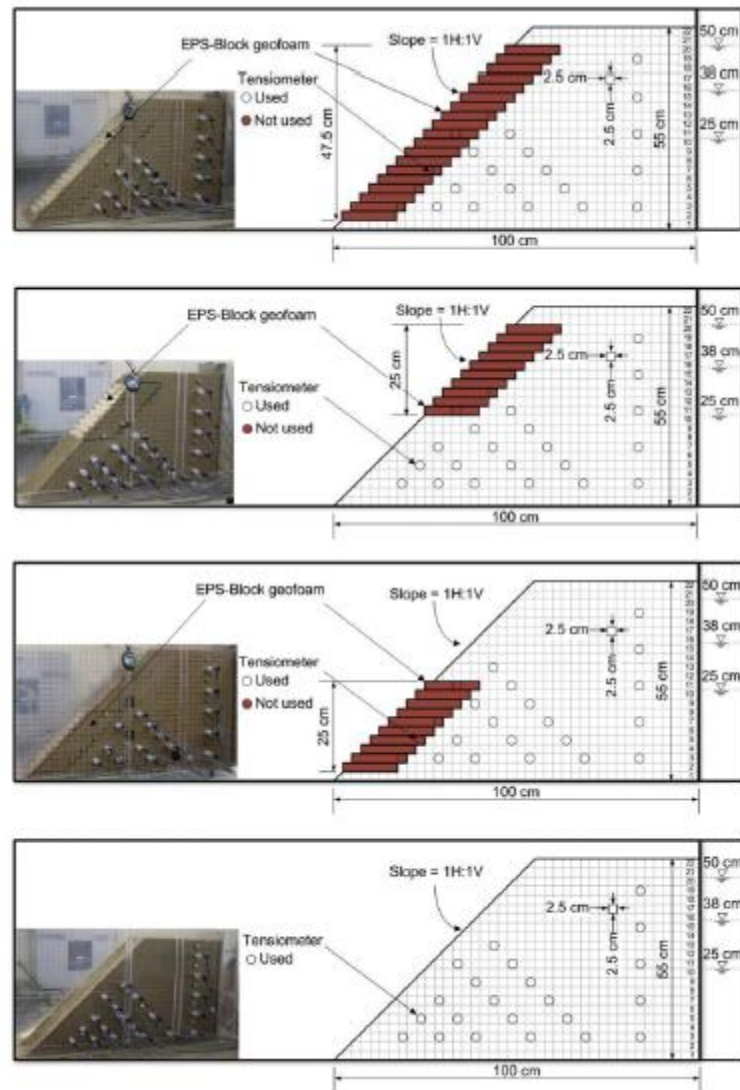 Slope = 1H:1V
50 cm
EPS-Block geofoam
Tensiometer
Used
Not used
2.5 cm
38 cm
2.5 cm
25 cm
47.5 cm
55 cm
100 cm
Slope = 1H:1V
50 cm
EPS-Block geofoam
Tensiometer
Used
Not used
25 cm
2.5 cm
38 cm
2.5 cm
25 cm
55 cm
100 cm
EPS-Block geofoam
Slope = 1H:1V
50 cm
Tensiometer
Used
Not used
2.5 cm
38 cm
2.5 cm
25 cm
25 cm
55 cm
100 cm
Slope = 1H:1V
50 cm
Tensiometer
Used
2.5 cm
38 cm
2.5 cm
25 cm
55 cm
100 cm